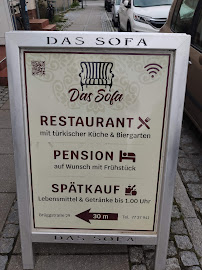 DAS SOFA
Das Sofa
RESTAURANT
mit türkischer Küche & Biergarten
PENSION
auf Wunsch mit Frühstück
SPÄTKAUF
Lebensmittel & Getränke bis 1.00 Uhr
30 m
DAS SOFA